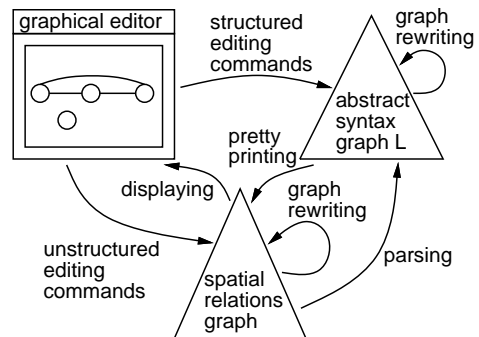 graphical editor
structured
editing
commands
graph
rewriting
abstract
syntax
graph L
pretty
printing
displaying
graph
rewriting
unstructured
editing
commands
parsing
spatial
relations
graph